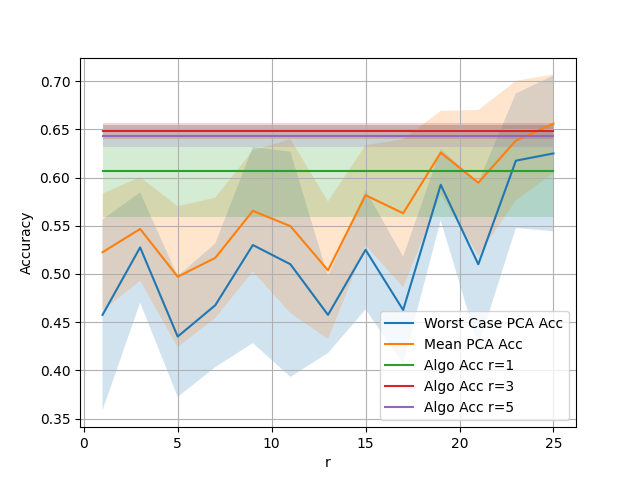 0.70
0.65
0.60
0.55
0.50
0.45
0.40
0.35
Accuracy
Worst Case PCA Acc
Mean PCA Acc
Algo Acc r=1
Algo Acc r=3
Algo Acc r=5
0 5 10 15 20 25
r